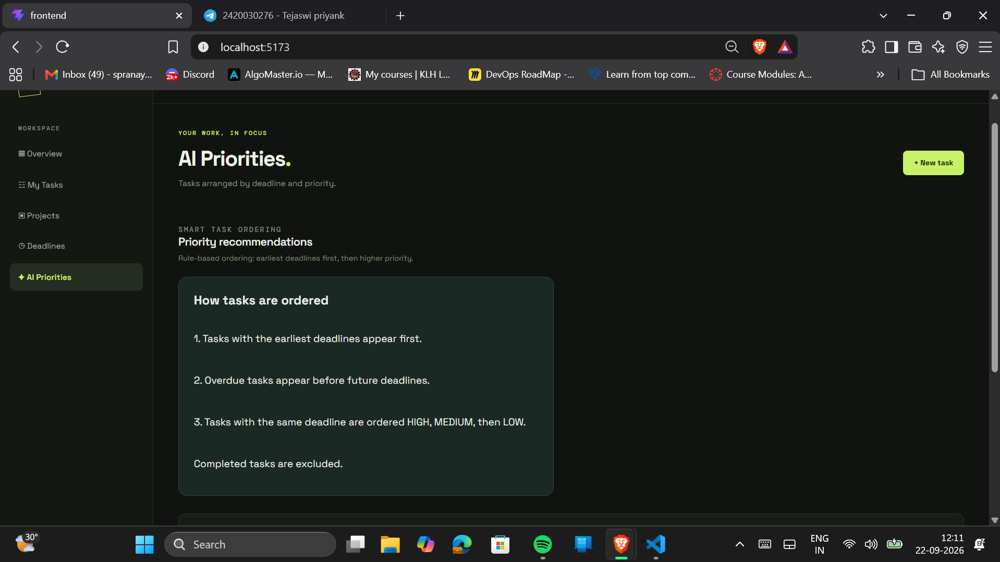 frontend
2420030276 - Tejaswi priyank
localhost:5173
Inbox (49) - spranay...
2k+
Discord
AlgoMaster.io — M...
My courses | KLH L...
DevOps RoadMap -...
Learn from top com...
Course Modules: A...
All Bookmarks
WORKSPACE
Overview
My Tasks
Projects
Deadlines
AI Priorities
YOUR WORK, IN FOCUS
AI Priorities.
Tasks arranged by deadline and priority.
+ New task
SMART TASK ORDERING
Priority recommendations
Rule-based ordering: earliest deadlines first, then higher priority.
How tasks are ordered
1. Tasks with the earliest deadlines appear first.
2. Overdue tasks appear before future deadlines.
3. Tasks with the same deadline are ordered HIGH, MEDIUM, then LOW.
Completed tasks are excluded.
30°
Search
ENG
IN
12:11
22-09-2026